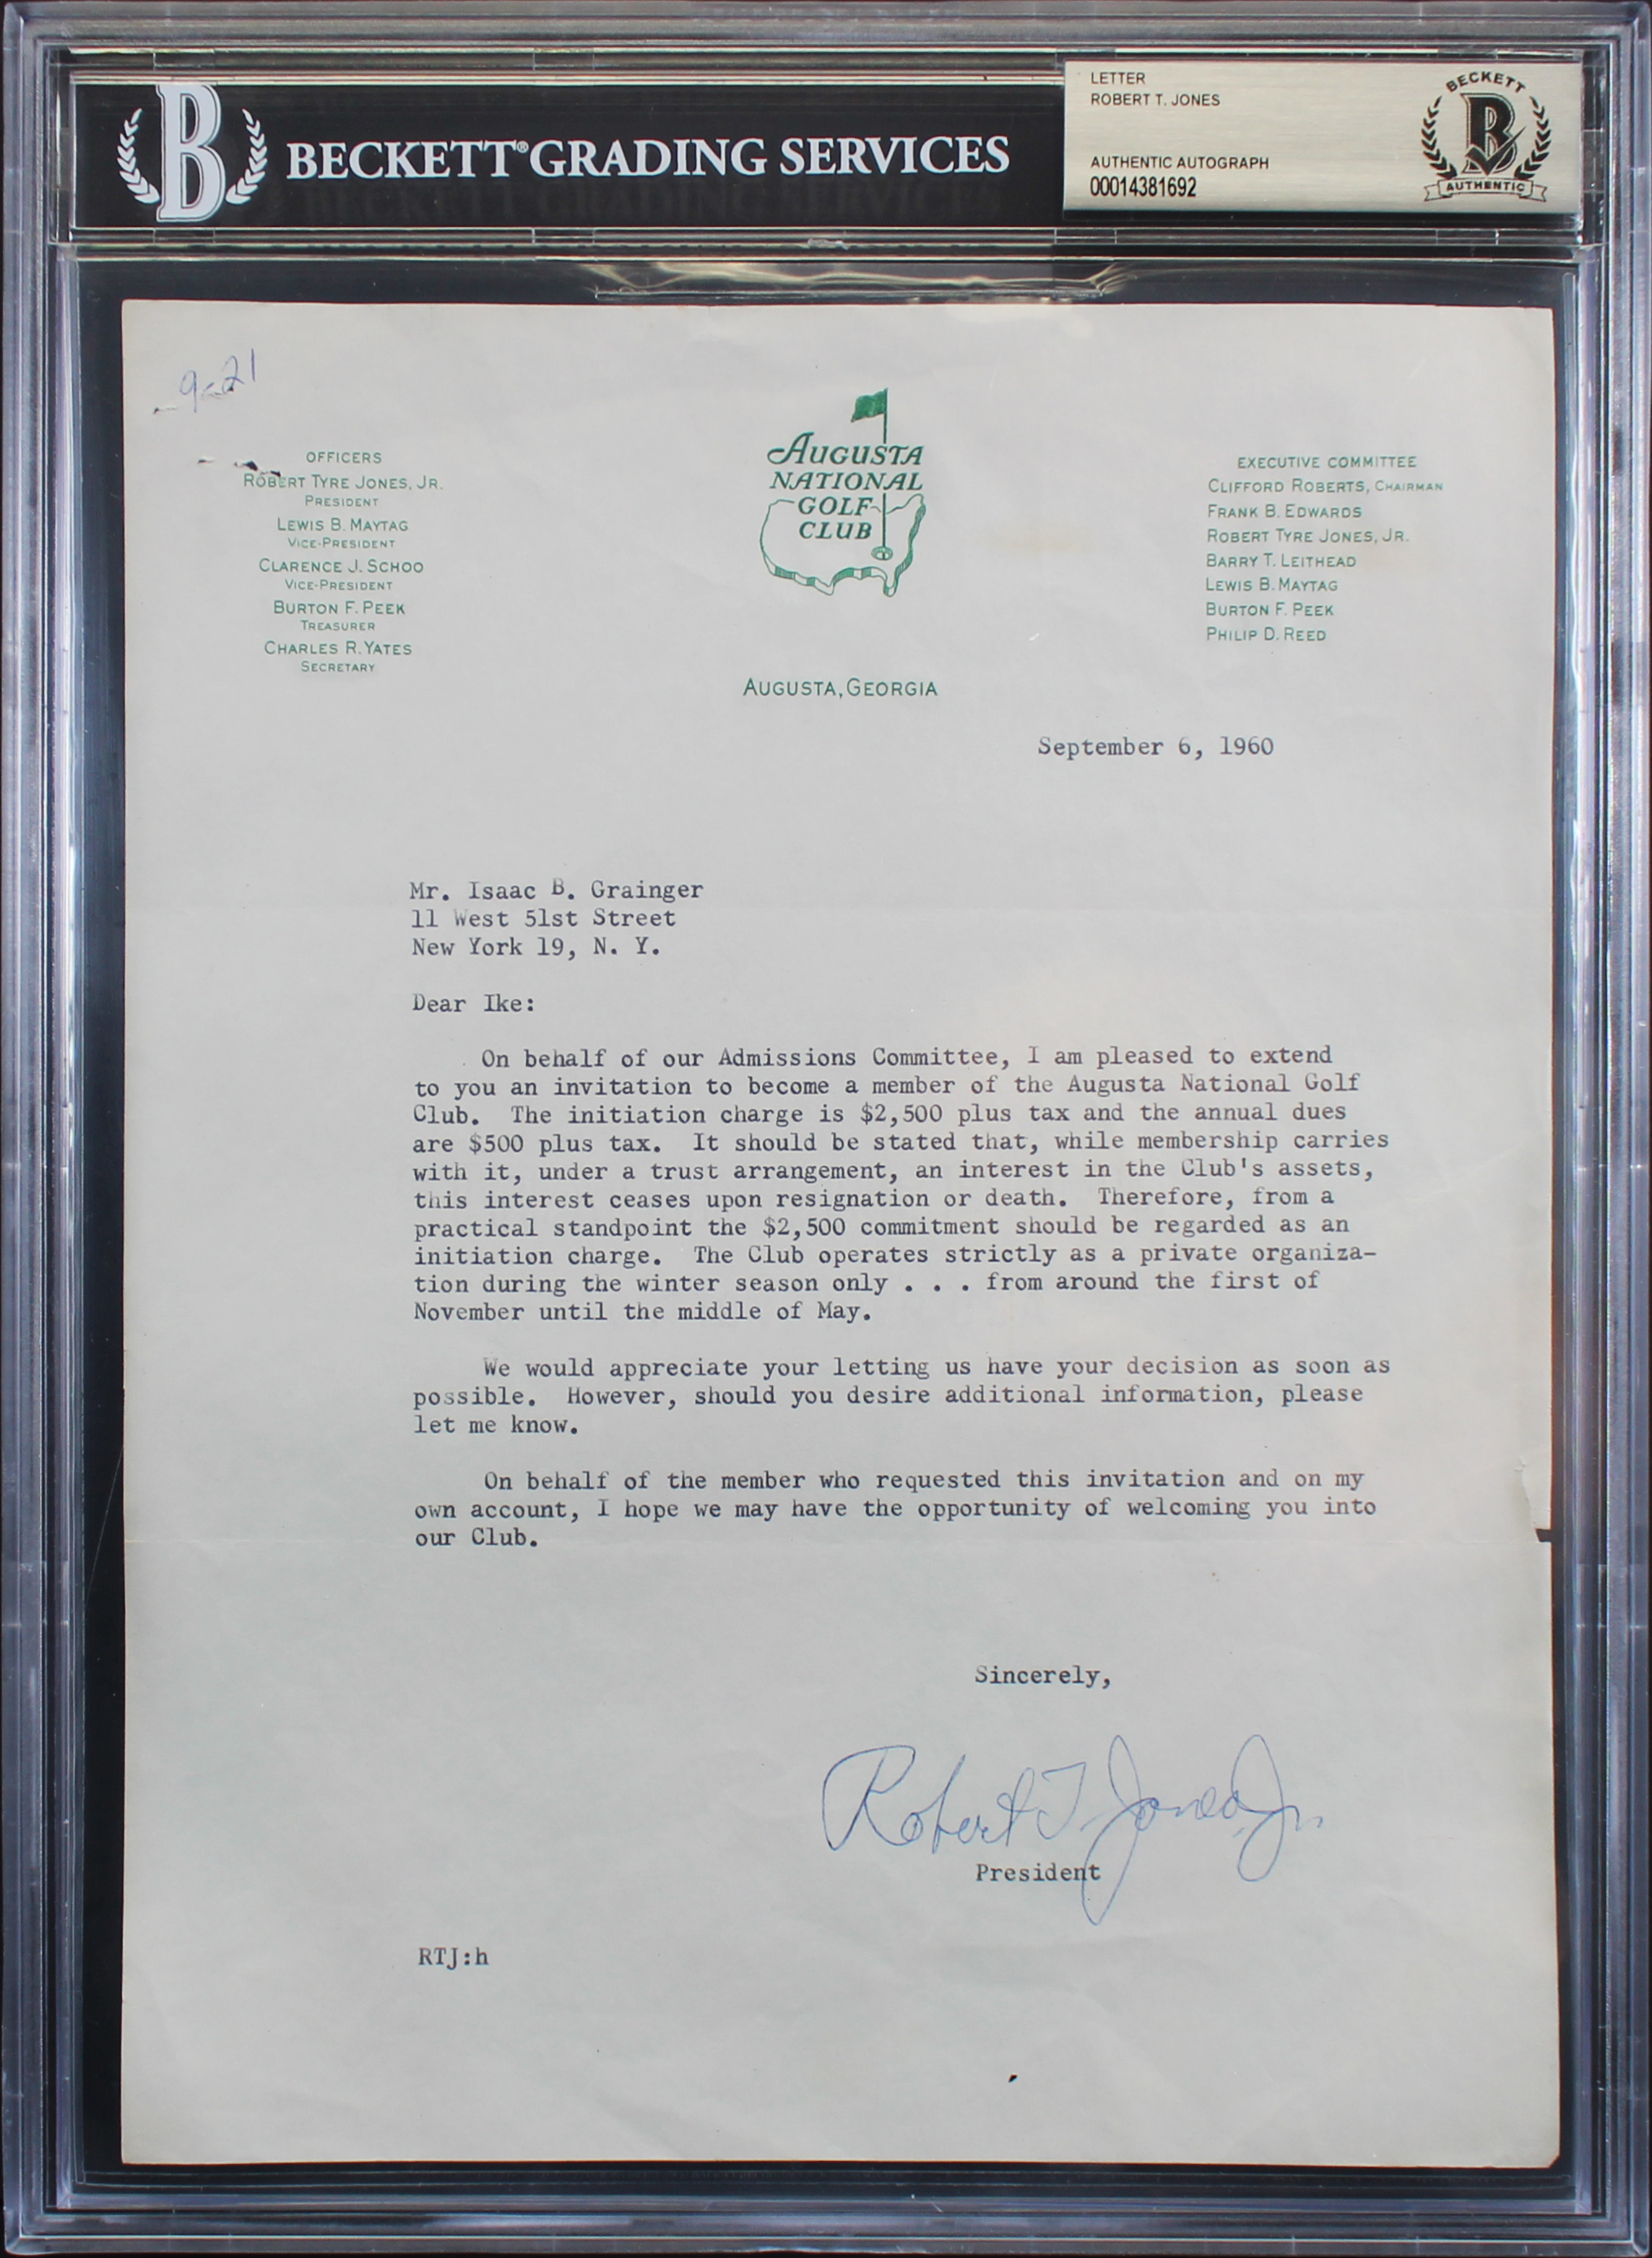 BECKETT® GRADING SERVICES
LETTER
ROBERT T. JONES
AUTHENTIC AUTOGRAPH
00014381692
BECKETT
B
AUTHENTIC
9-21
OFFICERS
ROBERT TYRE JONES, JR.
PRESIDENT
LEWIS B. MAYTAG
VICE-PRESIDENT
CLARENCE J. SCHOO
VICE-PRESIDENT
BURTON F. PEEK
TREASURER
CHARLES R. YATES
SECRETARY
AUGUSTA
NATIONAL
GOLF
CLUB
AUGUSTA, GEORGIA
EXECUTIVE COMMITTEE
CLIFFORD ROBERTS, CHAIRMAN
FRANK B. EDWARDS
ROBERT TYRE JONES, JR.
BARRY T. LEITHEAD
LEWIS B. MAYTAG
BURTON F. PEEK
PHILIP D. REED
September 6, 1960
Mr. Isaac B. Grainger
11 West 51st Street
New York 19, N. Y.
Dear Ike:
On behalf of our Admissions Committee, I am pleased to extend
to you an invitation to become a member of the Augusta National Golf
Club. The initiation charge is $2,500 plus tax and the annual dues
are $500 plus tax. It should be stated that, while membership carries
with it, under a trust arrangement, an interest in the Club's assets,
this interest ceases upon resignation or death. Therefore, from a
practical standpoint the $2,500 commitment should be regarded as an
initiation charge. The Club operates strictly as a private organiza-
tion during the winter season only . . . from around the first of
November until the middle of May.
We would appreciate your letting us have your decision as soon as
possible. However, should you desire additional information, please
let me know.
On behalf of the member who requested this invitation and on my
own account, I hope we may have the opportunity of welcoming you into
our Club.
Sincerely,
Robert T. Jones, Jr.
President
RTJ:h